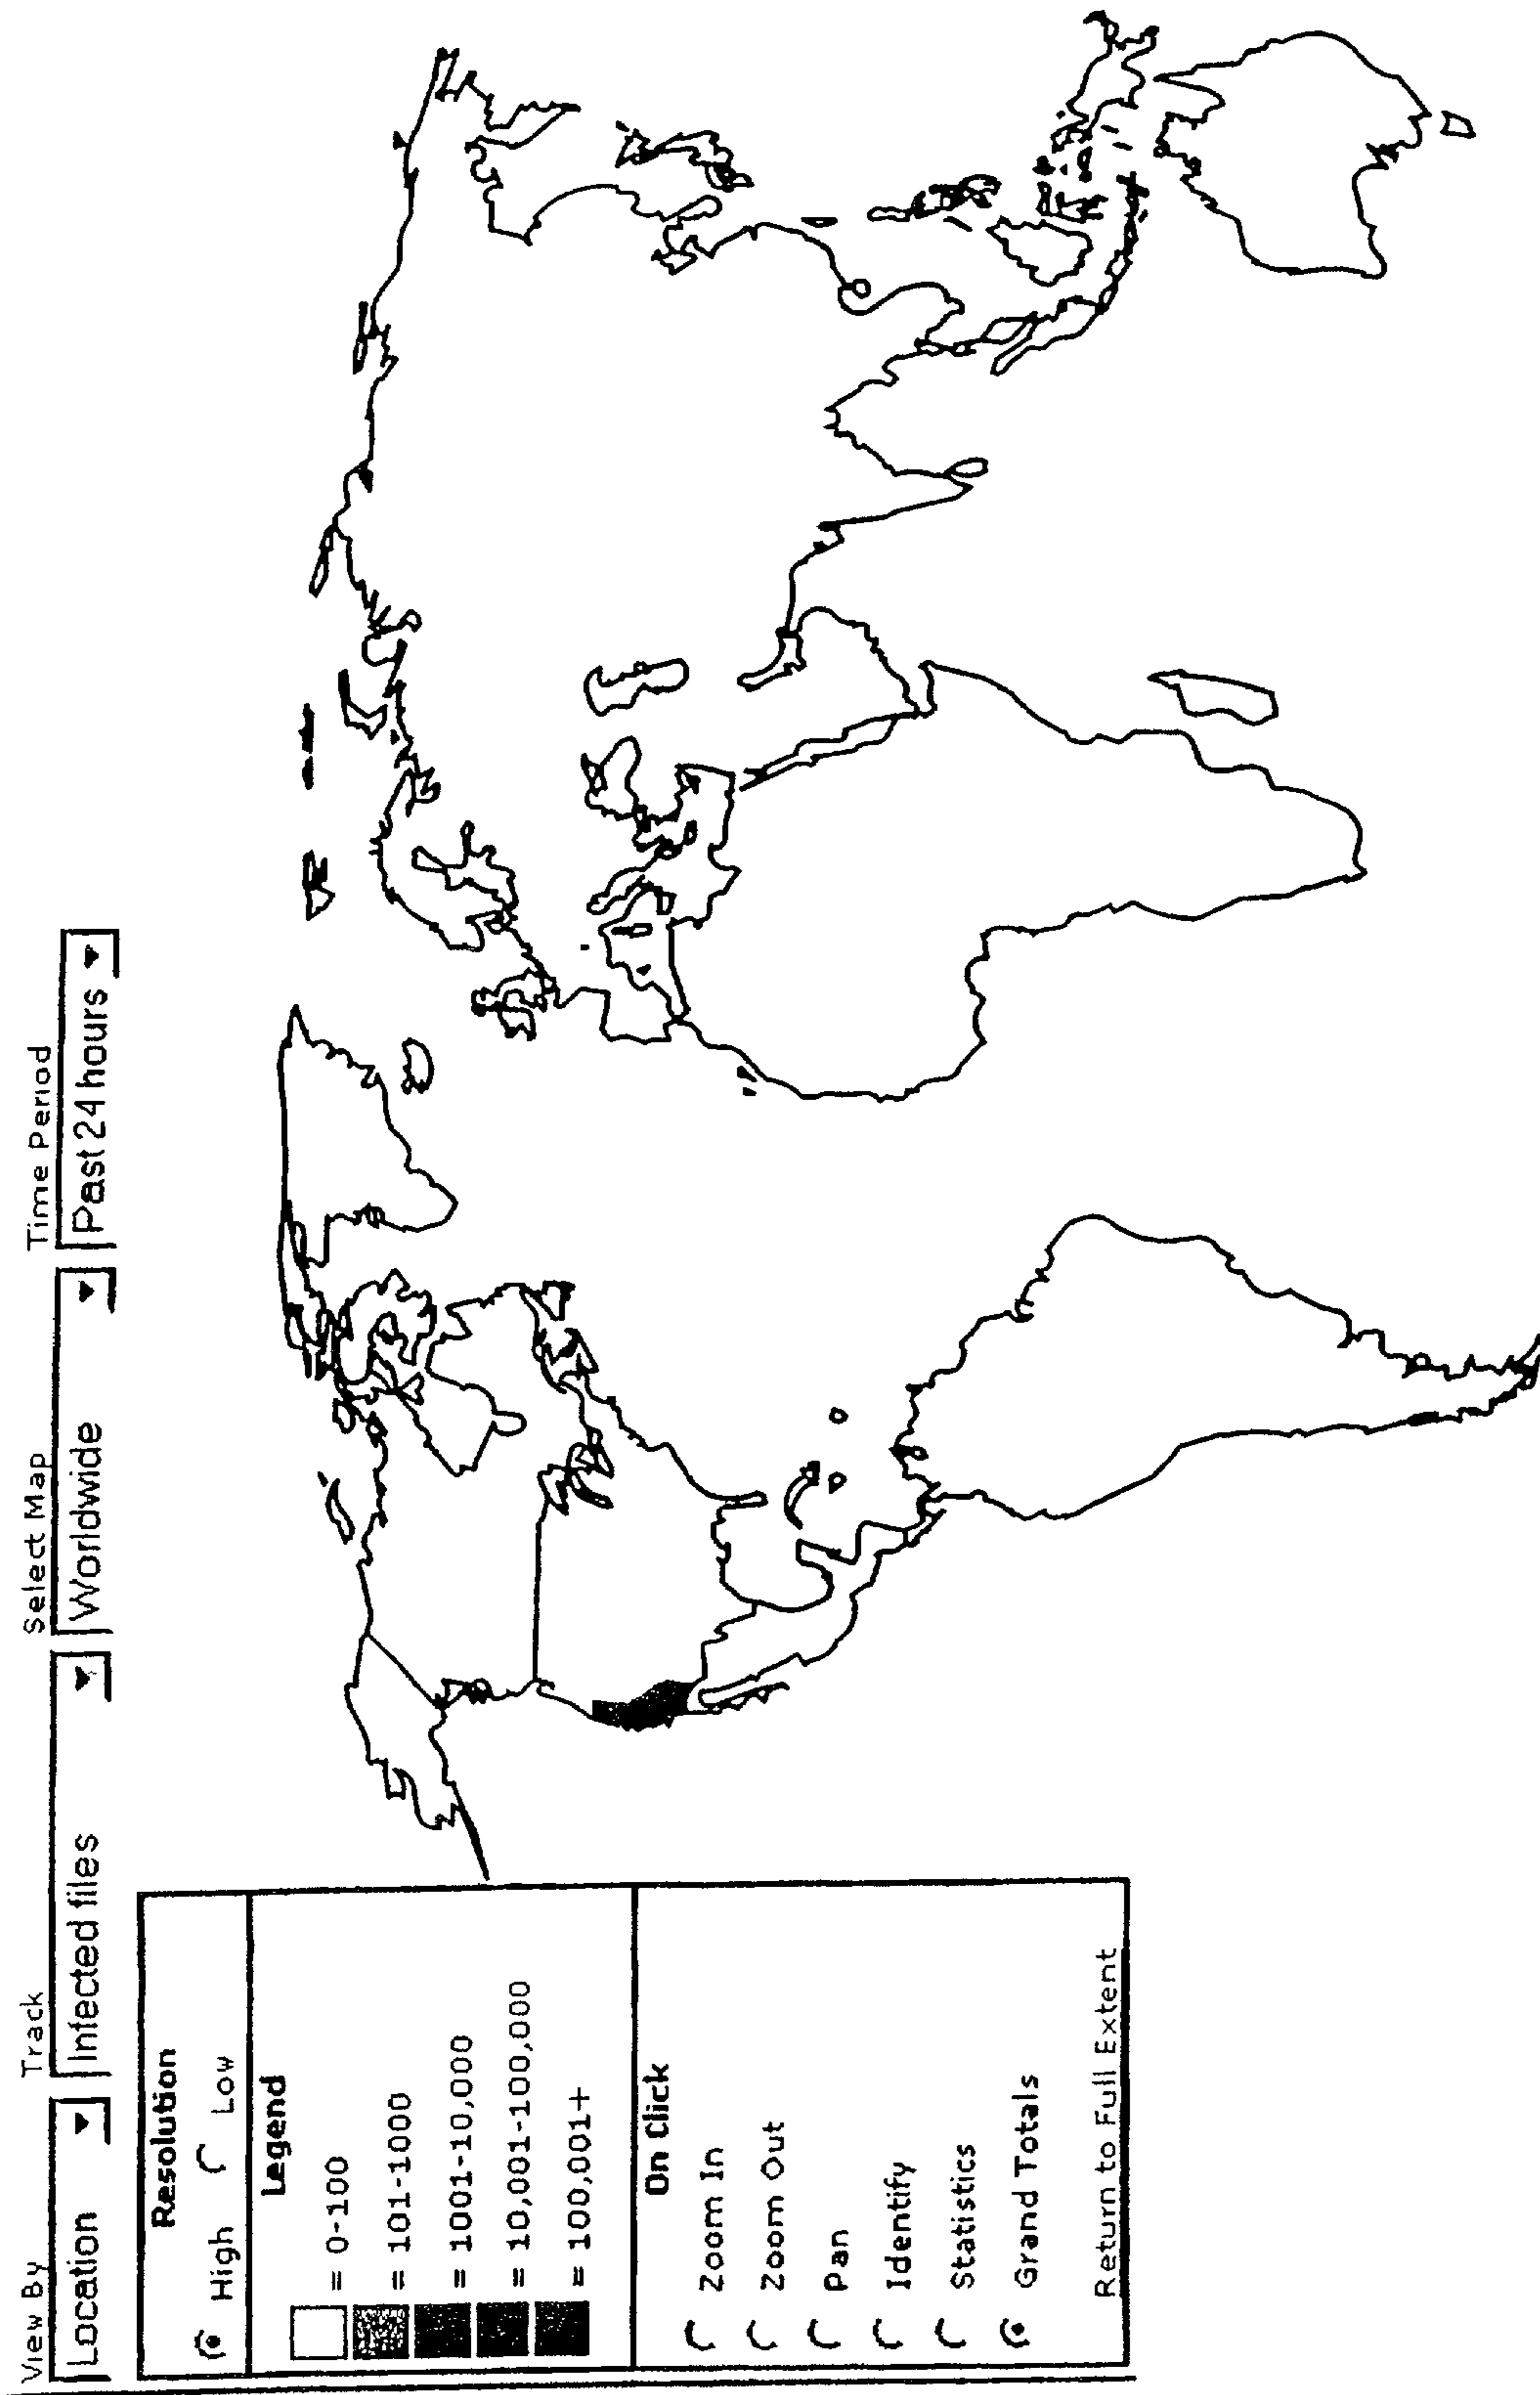 View By
Location
Track
Infected files
Select Map
Worldwide
Time Period
Past 24 hours
Resolution
High
Low
Legend
= 0-100
= 101-1000
= 1001-10,000
= 10,001-100,000
= 100,001+
On Click
Zoom In
Zoom Out
Pan
Identify
Statistics
Grand Totals
Return to Full Extent